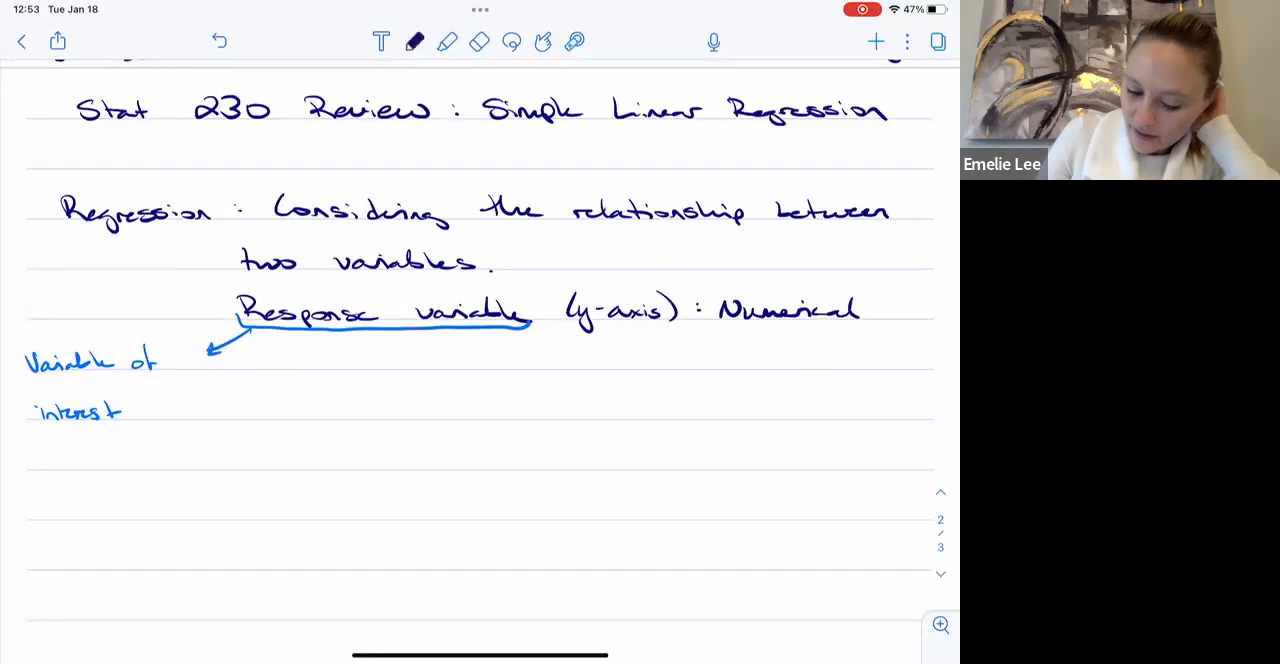 12:53 Tue Jan 18
47%
Stat 230 Review : Simple Linear Regression
Regression : Considering the relationship between
two variables.
Response variable (y-axis) : Numerical
Variable of
interest
2
/
3
Emelie Lee